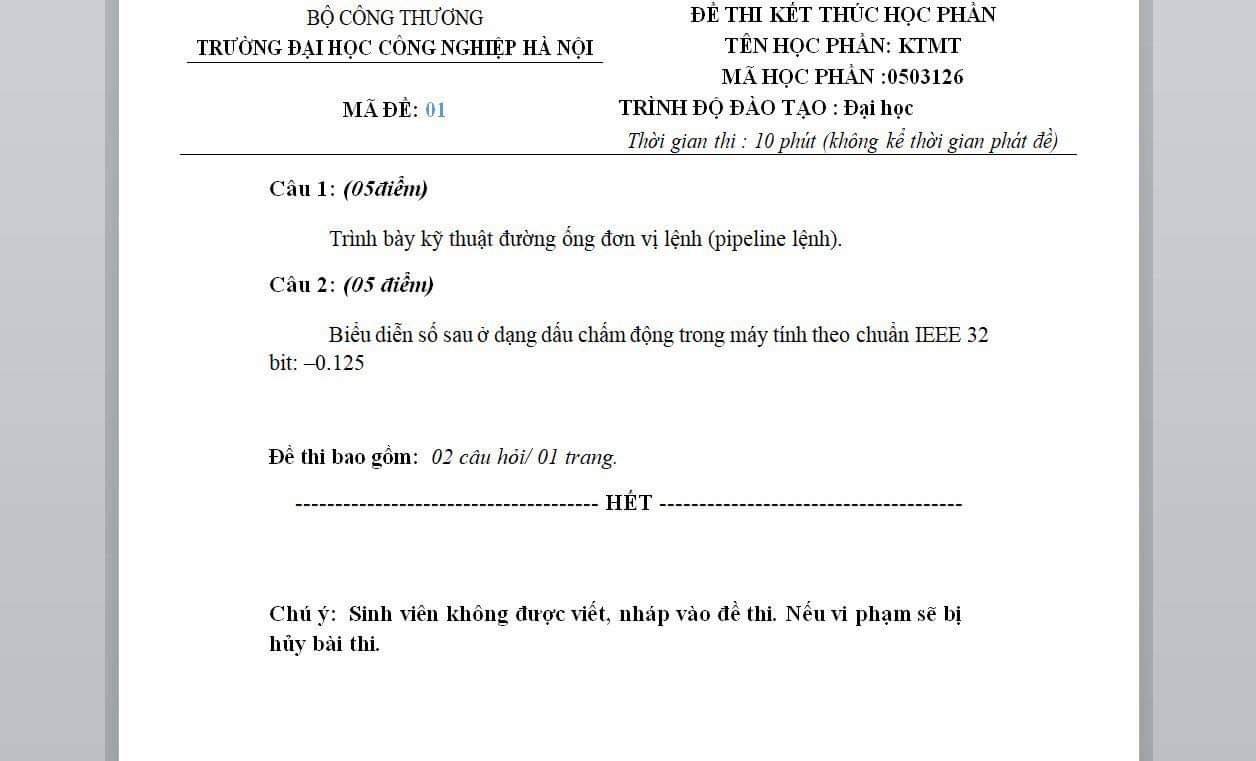 BỘ CÔNG THƯƠNG
TRƯỜNG ĐẠI HỌC CÔNG NGHIỆP HÀ NỘI
MÃ ĐỀ: 01
ĐỀ THI KẾT THÚC HỌC PHẦN
TÊN HỌC PHẦN: KTMT
MÃ HỌC PHẦN :0503126
TRÌNH ĐỘ ĐÀO TẠO : Đại học
Thời gian thi : 10 phút (không kể thời gian phát đề)
Câu 1: (05điểm)
Trình bày kỹ thuật đường ống đơn vị lệnh (pipeline lệnh).
Câu 2: (05 điểm)
Biểu diễn số sau ở dạng dấu chấm động trong máy tính theo chuẩn IEEE 32
bit: –0.125
Đề thi bao gồm: 02 câu hỏi/ 01 trang.
-------------------------------------- HẾT --------------------------------------
Chú ý: Sinh viên không được viết, nháp vào đề thi. Nếu vi phạm sẽ bị
hủy bài thi.